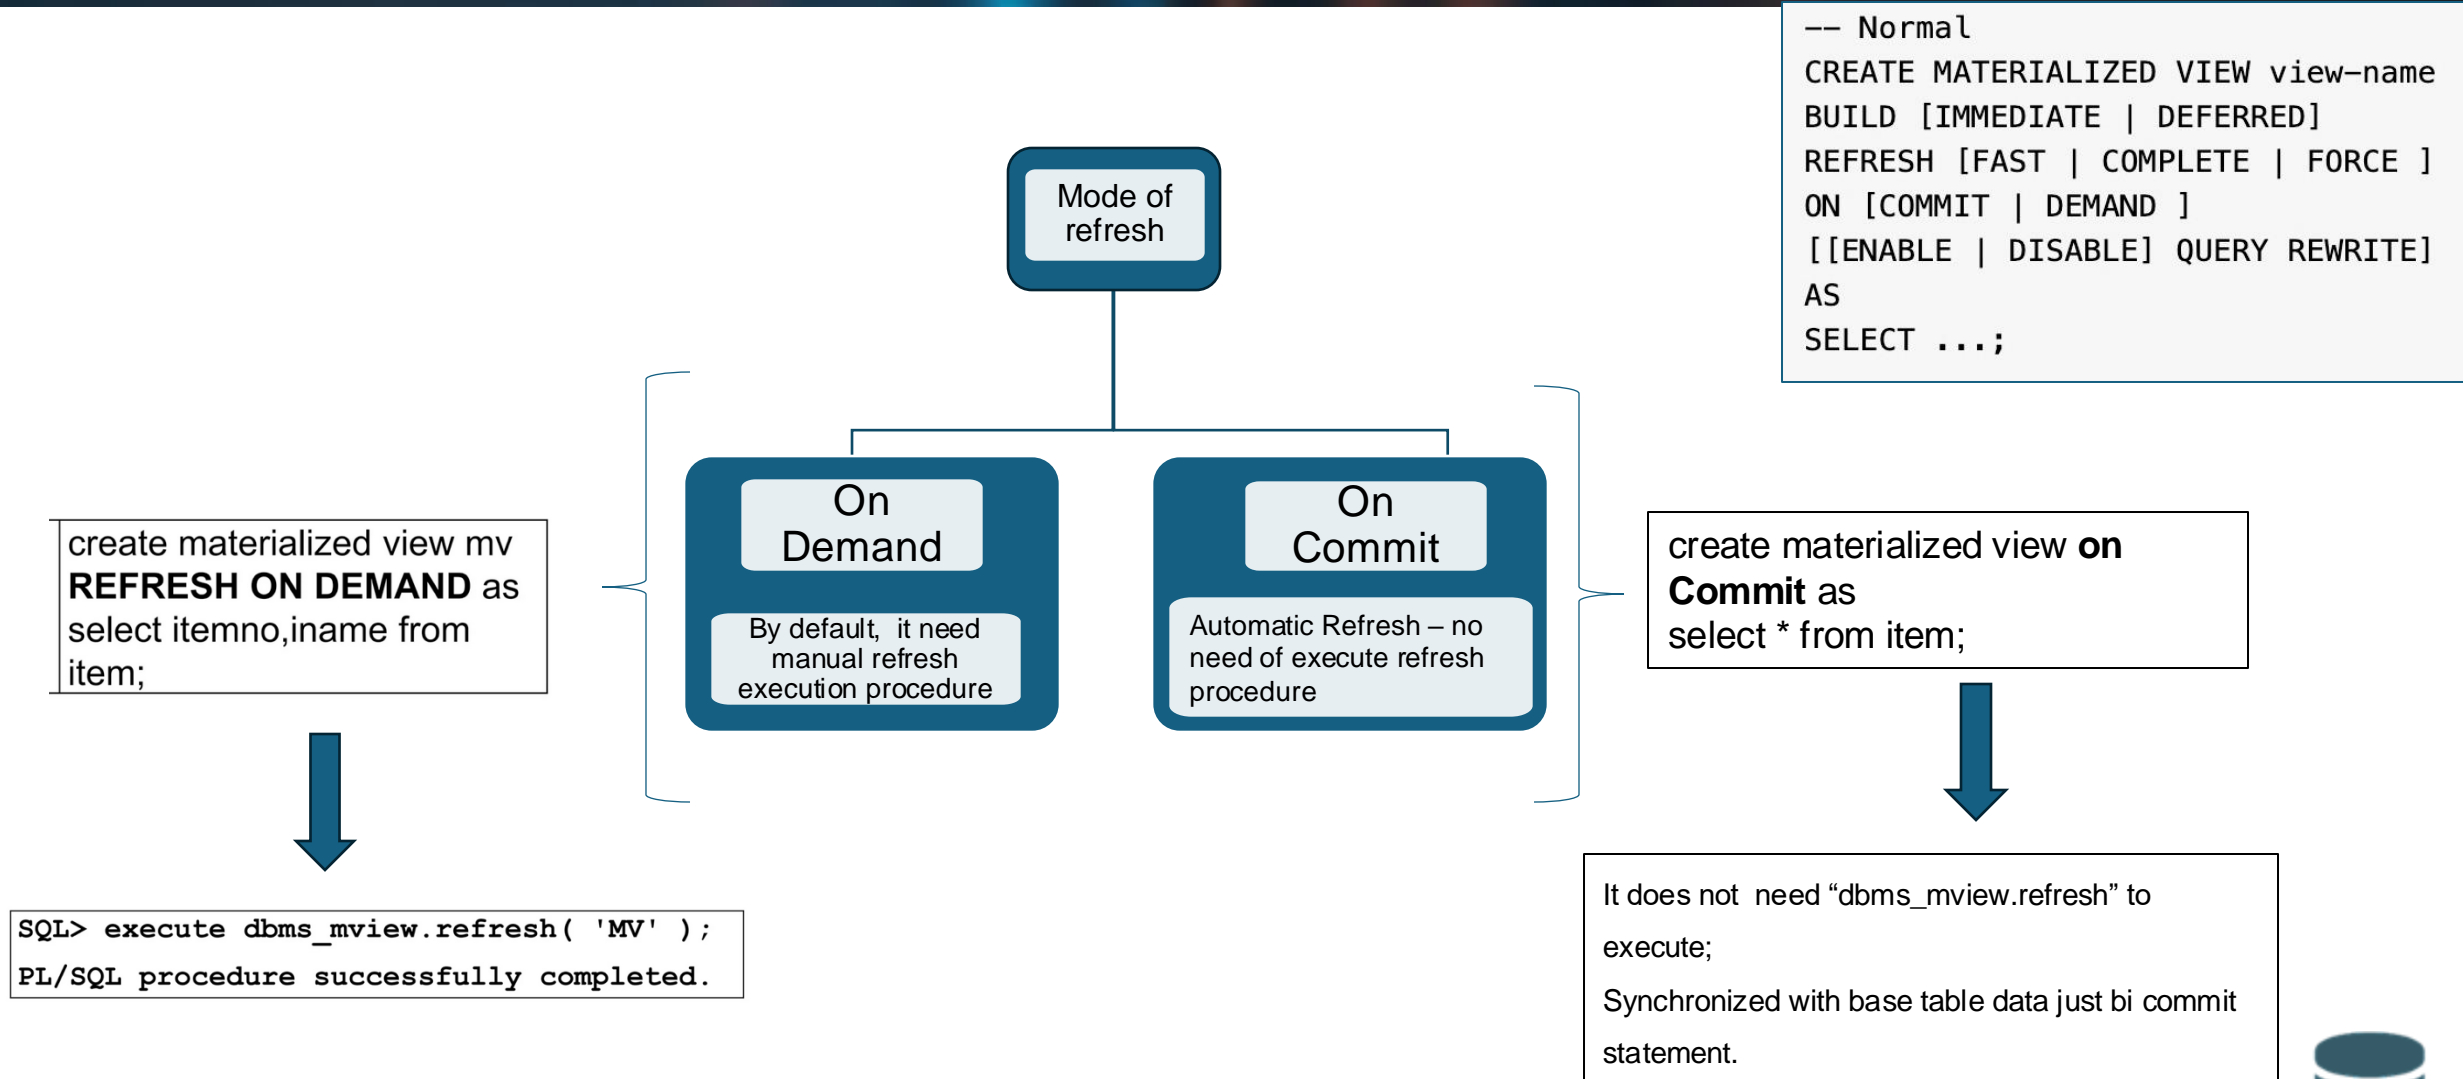 -- Normal
CREATE MATERIALIZED VIEW view-name
BUILD [IMMEDIATE | DEFERRED]
REFRESH [FAST | COMPLETE | FORCE ]
ON [COMMIT | DEMAND ]
[[ENABLE | DISABLE] QUERY REWRITE]
AS
SELECT ...;
Mode of
refresh
On
Demand
By default, it need
manual refresh
execution procedure
On
Commit
Automatic Refresh – no
need of execute refresh
procedure
create materialized view mv
REFRESH ON DEMAND as
select itemno,iname from
item;
SQL> execute dbms_mview.refresh( 'MV' );
PL/SQL procedure successfully completed.
create materialized view on
Commit as
select * from item;
It does not need “dbms_mview.refresh” to
execute;
Synchronized with base table data just bi commit
statement.